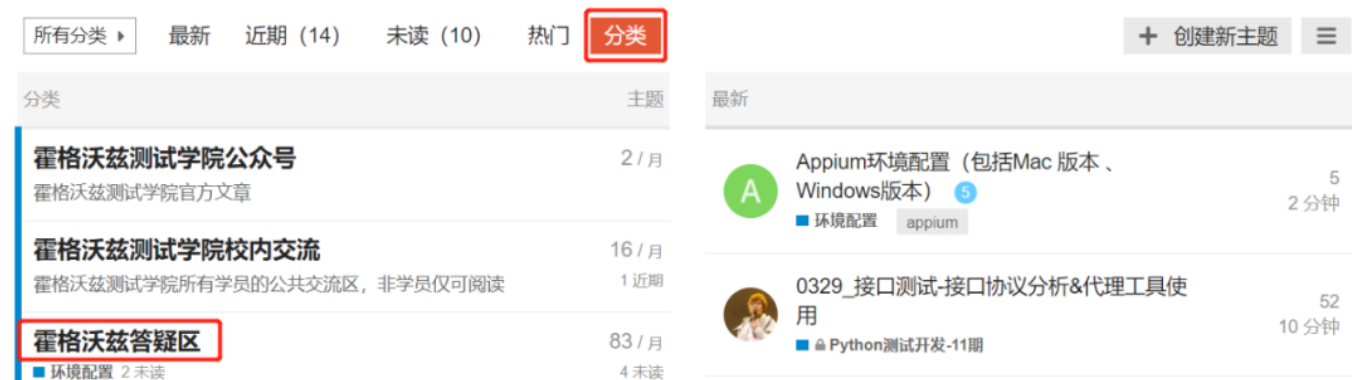 所有分类 最新 近期（14） 未读（10） 热门 分类
+ 创建新主题
分类 主题
霍格沃兹测试学院公众号 2 / 月
霍格沃兹测试学院官方文章
霍格沃兹测试学院校内交流 16 / 月
霍格沃兹测试学院所有学员的公共交流区，非学员仅可阅读 1 近期
霍格沃兹答疑区 83 / 月
环境配置 2 未读 4 未读
最新
A
Appium环境配置（包括Mac 版本 、
Windows版本） 5
环境配置 appium
5
2 分钟
0329_接口测试-接口协议分析&代理工具使
用
Python测试开发-11期
52
10 分钟